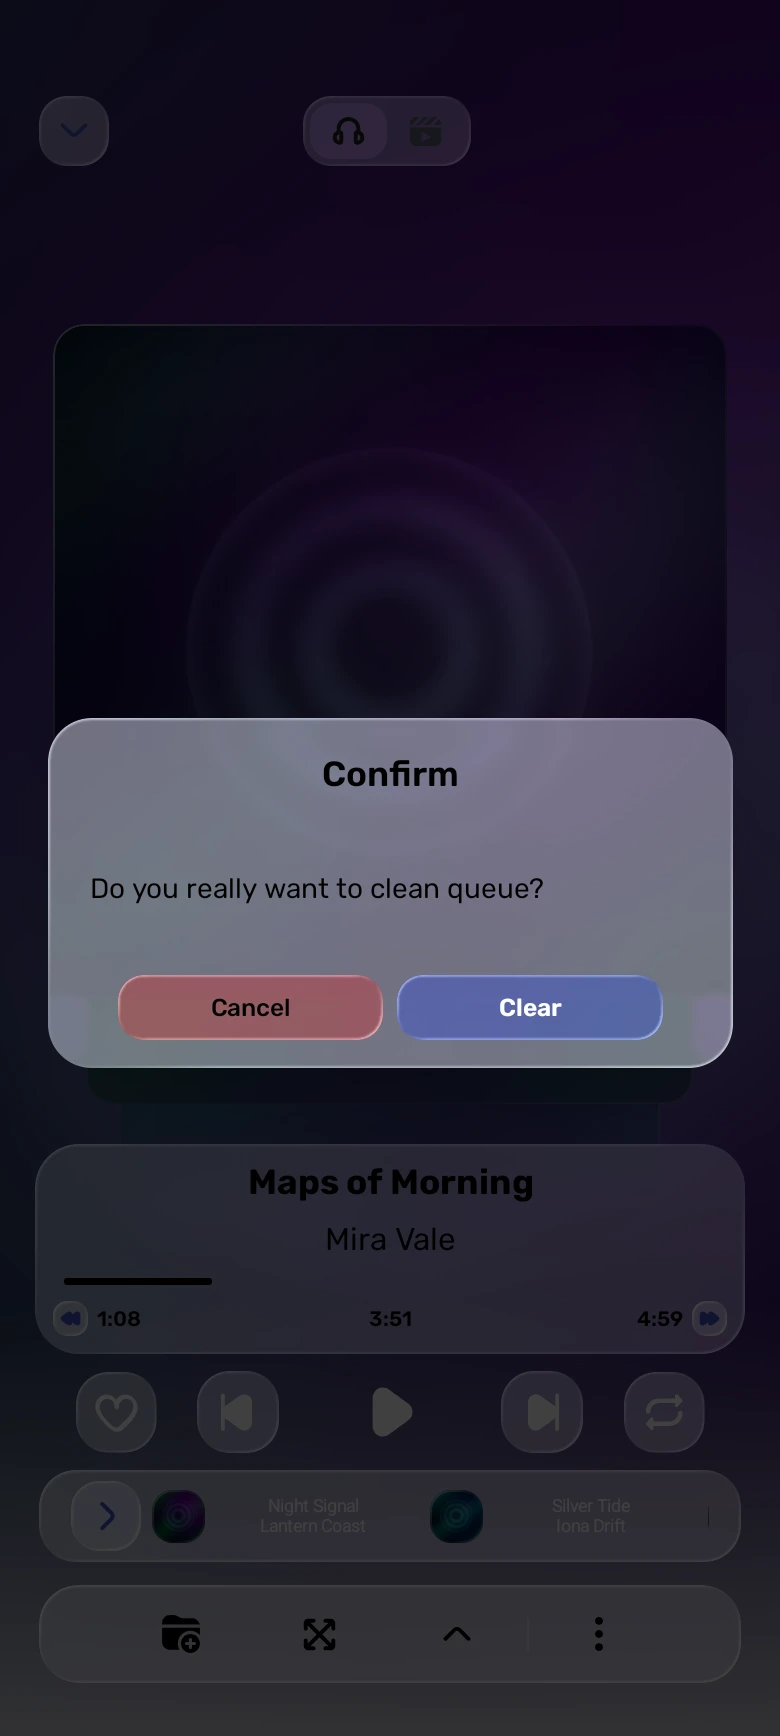 Confirm
Do you really want to clean queue?
Cancel
Clear
Maps of Morning
Mira Vale
1:08
3:51
4:59
Night Signal
Lantern Coast
Silver Tide
Iona Drift